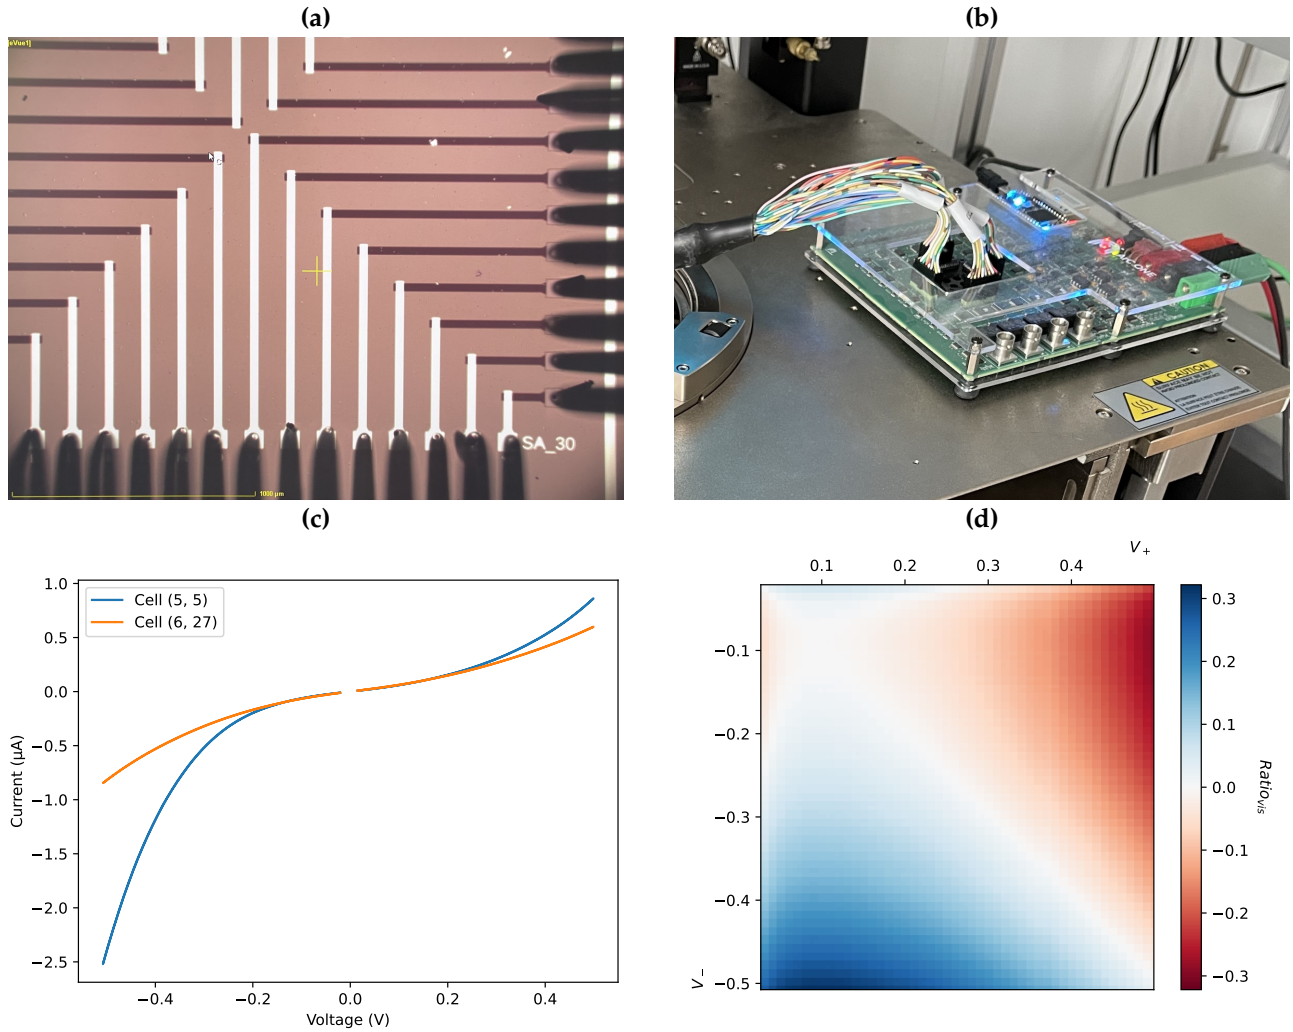 (a)
(b)
eVue1]
SA_30
1000 µm
CAUTION
(c)
(d)
1.0
0.5
0.0
−0.5
−1.0
−1.5
−2.0
−2.5
Current (µA)
Cell (5, 5)
Cell (6, 27)
−0.4
−0.2
0.0
0.2
0.4
Voltage (V)
V+
0.1
0.2
0.3
0.4
−0.1
−0.2
−0.3
−0.4
−0.5
V−
0.3
0.2
0.1
0.0
−0.1
−0.2
−0.3
Ratiovis